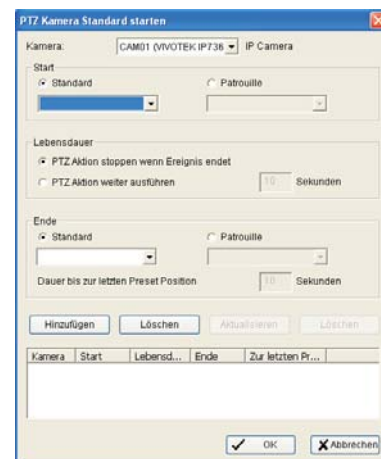 PTZ Kamera Standard starten
Kamera: CAM01 (VIVOTEK IP736 IP Camera
Start
Standard Patrouille
Lebensdauer
PTZ Aktion stoppen wenn Ereignis endet
PTZ Aktion weiter ausführen 10 Sekunden
Ende
Standard Patrouille
Dauer bis zur letzten Preset Position 10 Sekunden
Hinzufügen Löschen Aktualisieren Löschen
Kamera Start Lebensd... Ende Zur letzten Pr...
OK Abbrechen